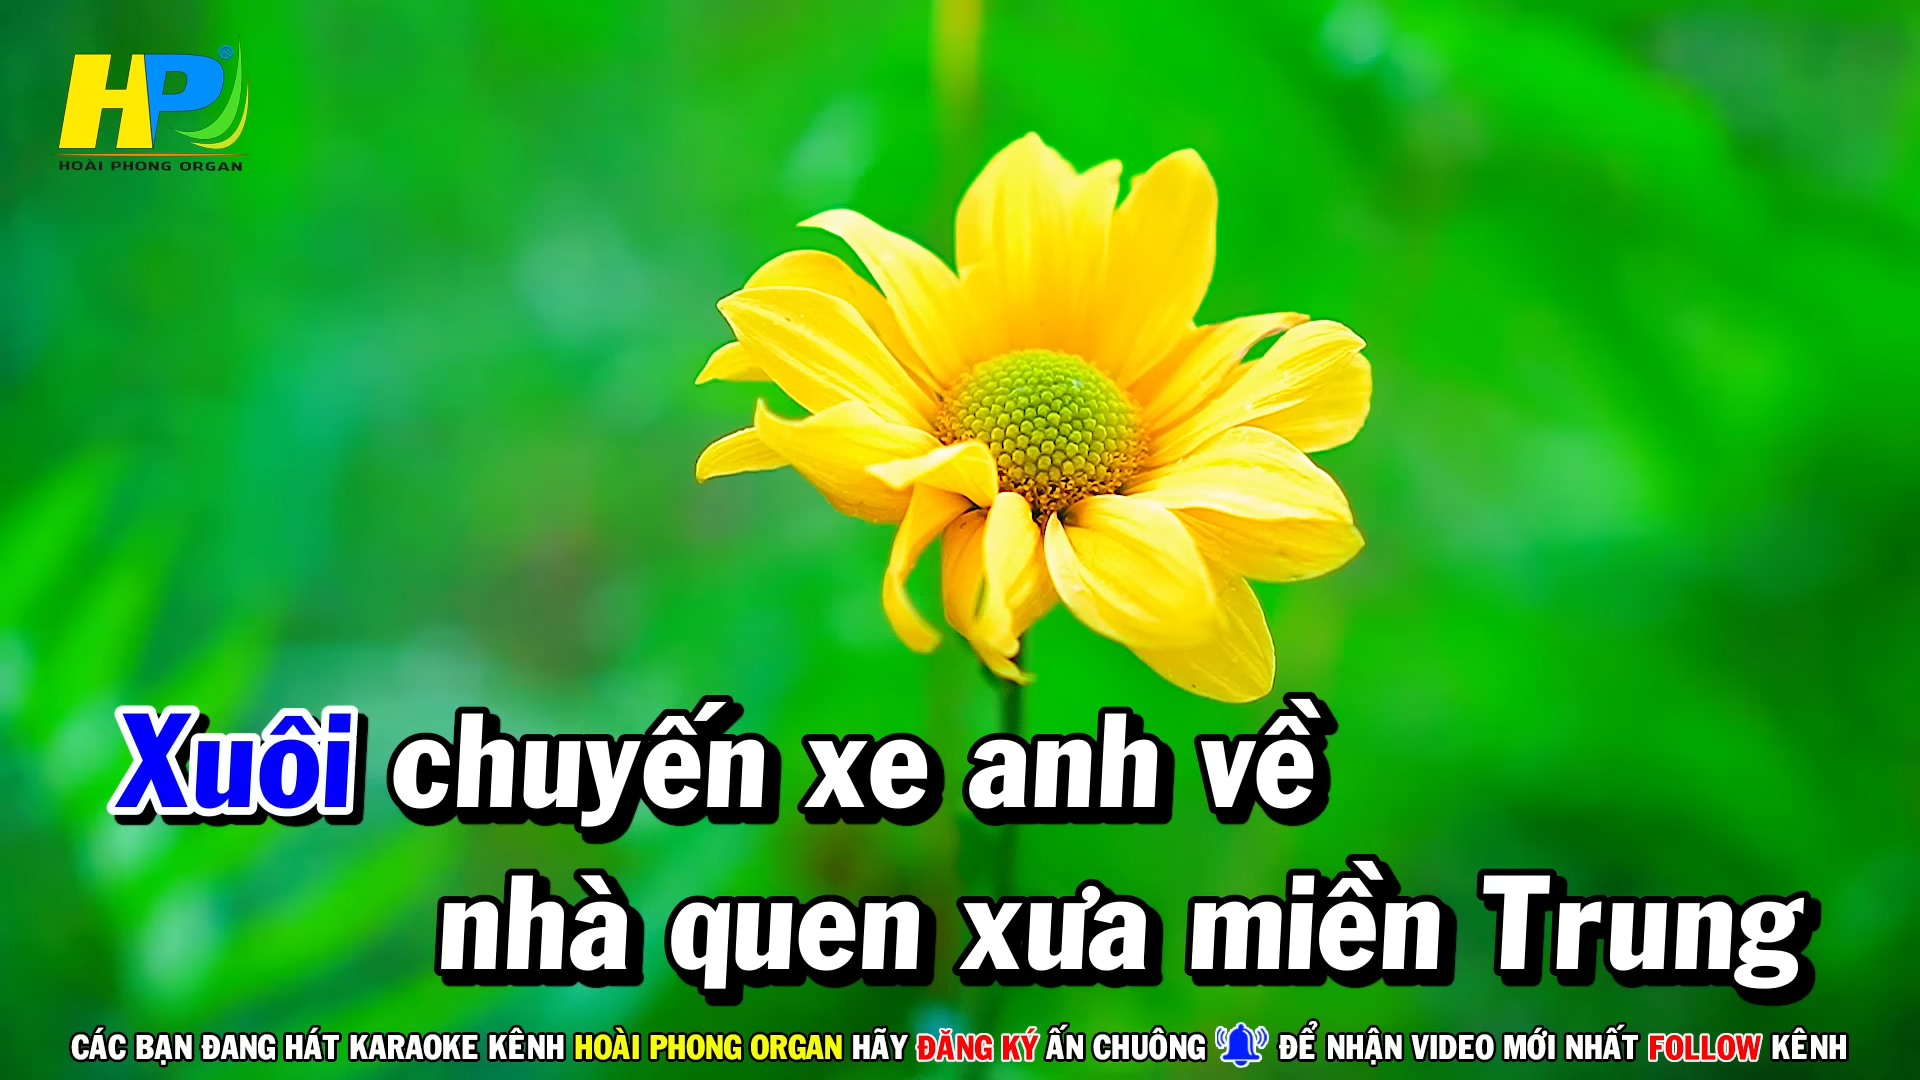 HP®
HOÀI PHONG ORGAN
Xuôi chuyến xe anh về
nhà quen xưa miền Trung
CÁC BẠN ĐANG HÁT KARAOKE KÊNH HOÀI PHONG ORGAN HÃY ĐĂNG KÝ ẤN CHUÔNG ĐỂ NHẬN VIDEO MỚI NHẤT FOLLOW KÊNH